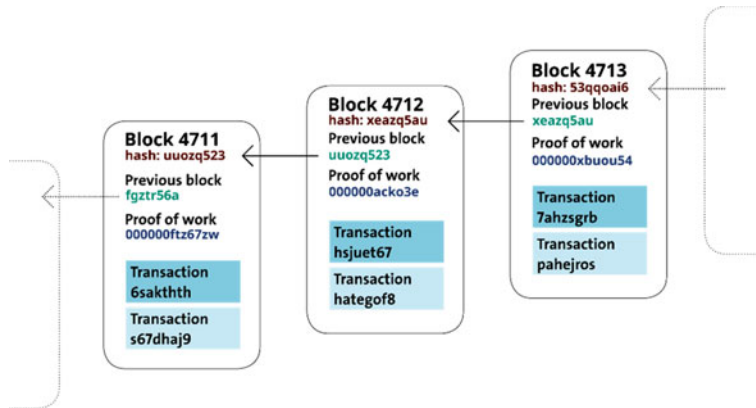 Block 4711
hash: uuozq523
Previous block
fgztr56a
Proof of work
000000ftz67zw
Transaction
6sakthth
Transaction
s67dhaj9
Block 4712
hash: xeazq5au
Previous block
uuozq523
Proof of work
000000acko3e
Transaction
hsjuet67
Transaction
hategof8
Block 4713
hash: 53qqoai6
Previous block
xeazq5au
Proof of work
000000xbuou54
Transaction
7ahzsgrb
Transaction
pahejros